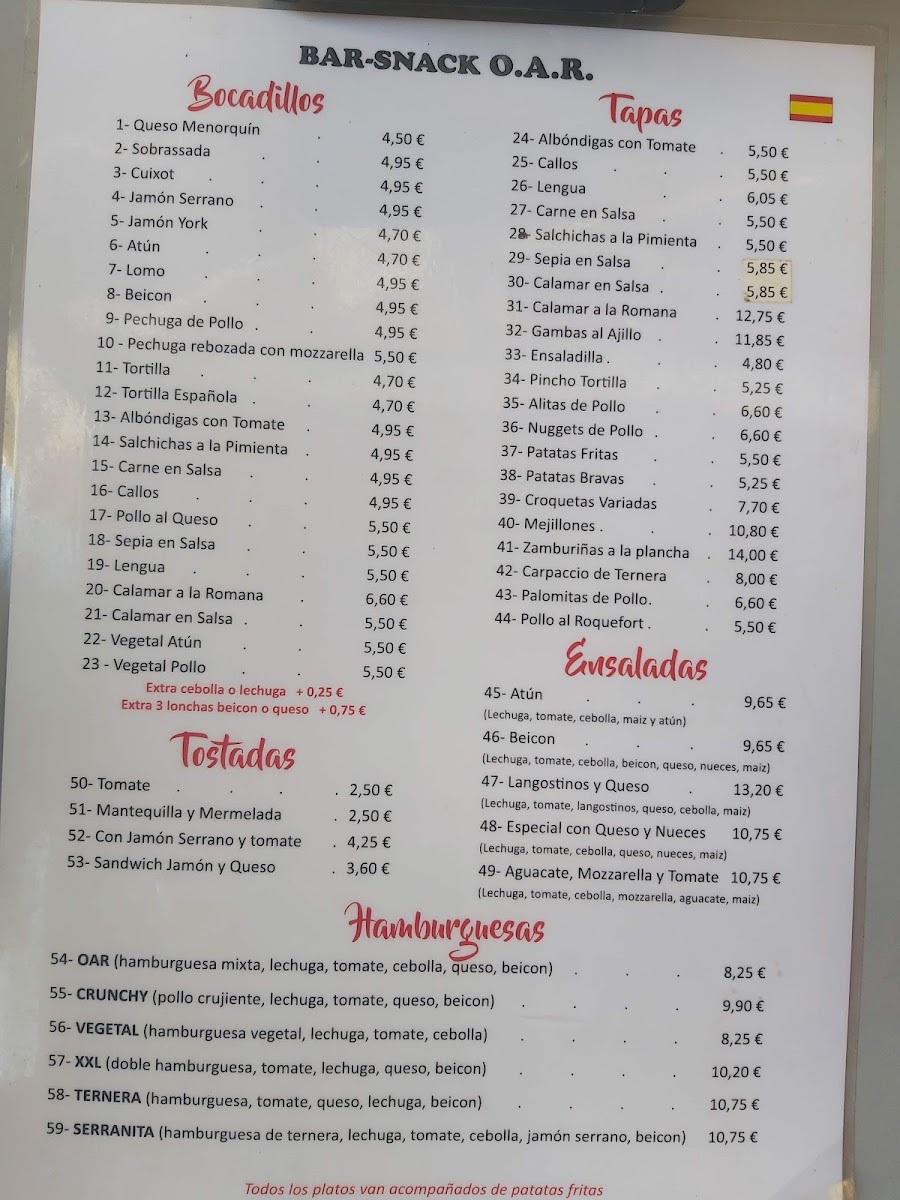 BAR-SNACK O.A.R.
Bocadillos
1- Queso Menorquín . 4,50 €
2- Sobrassada . . 4,95 €
3- Cuixot . . . 4,95 €
4- Jamón Serrano . . 4,95 €
5- Jamón York . . 4,70 €
6- Atún . . . 4,70 €
7- Lomo . . . 4,95 €
8- Beicon . . . 4,95 €
9- Pechuga de Pollo . . 4,95 €
10 - Pechuga rebozada con mozzarella 5,50 €
11- Tortilla . . . 4,70 €
12- Tortilla Española . . 4,70 €
13- Albóndigas con Tomate . 4,95 €
14- Salchichas a la Pimienta . 4,95 €
15- Carne en Salsa . . 4,95 €
16- Callos . . . 4,95 €
17- Pollo al Queso . . 5,50 €
18- Sepia en Salsa . . 5,50 €
19- Lengua . . . 5,50 €
20- Calamar a la Romana . 6,60 €
21- Calamar en Salsa . . 5,50 €
22- Vegetal Atún . . 5,50 €
23 - Vegetal Pollo . . 5,50 €
Extra cebolla o lechuga + 0,25 €
Extra 3 lonchas beicon o queso + 0,75 €
Tostadas
50- Tomate . . . . 2,50 €
51- Mantequilla y Mermelada . 2,50 €
52- Con Jamón Serrano y tomate . 4,25 €
53- Sandwich Jamón y Queso . 3,60 €
Tapas
24- Albóndigas con Tomate . 5,50 €
25- Callos . . . 5,50 €
26- Lengua . . . 6,05 €
27- Carne en Salsa . . 5,50 €
28- Salchichas a la Pimienta . 5,50 €
29- Sepia en Salsa . . 5,85 €
30- Calamar en Salsa . . 5,85 €
31- Calamar a la Romana . 12,75 €
32- Gambas al Ajillo . . 11,85 €
33- Ensaladilla . . . 4,80 €
34- Pincho Tortilla . . 5,25 €
35- Alitas de Pollo . . 6,60 €
36- Nuggets de Pollo . . 6,60 €
37- Patatas Fritas . . 5,50 €
38- Patatas Bravas . . 5,25 €
39- Croquetas Variadas . 7,70 €
40- Mejillones . . . 10,80 €
41- Zamburiñas a la plancha . 14,00 €
42- Carpaccio de Ternera . 8,00 €
43- Palomitas de Pollo. . 6,60 €
44- Pollo al Roquefort . . 5,50 €
Ensaladas
45- Atún . . . 9,65 €
(Lechuga, tomate, cebolla, maiz y atún)
46- Beicon . . . 9,65 €
(Lechuga, tomate, cebolla, beicon, queso, nueces, maiz)
47- Langostinos y Queso . 13,20 €
(Lechuga, tomate, langostinos, queso, cebolla, maiz)
48- Especial con Queso y Nueces 10,75 €
(Lechuga, tomate, cebolla, queso, nueces, maiz)
49- Aguacate, Mozzarella y Tomate 10,75 €
(Lechuga, tomate, cebolla, mozzarella, aguacate, maiz)
Hamburguesas
54- OAR (hamburguesa mixta, lechuga, tomate, cebolla, queso, beicon) . . . 8,25 €
55- CRUNCHY (pollo crujiente, lechuga, tomate, queso, beicon) . . . 9,90 €
56- VEGETAL (hamburguesa vegetal, lechuga, tomate, cebolla) . . . 8,25 €
57- XXL (doble hamburguesa, tomate, lechuga, queso, beicon) . . . 10,20 €
58- TERNERA (hamburguesa, tomate, queso, lechuga, beicon) . . . 10,75 €
59- SERRANITA (hamburguesa de ternera, lechuga, tomate, cebolla, jamón serrano, beicon) 10,75 €
Todos los platos van acompañados de patatas fritas